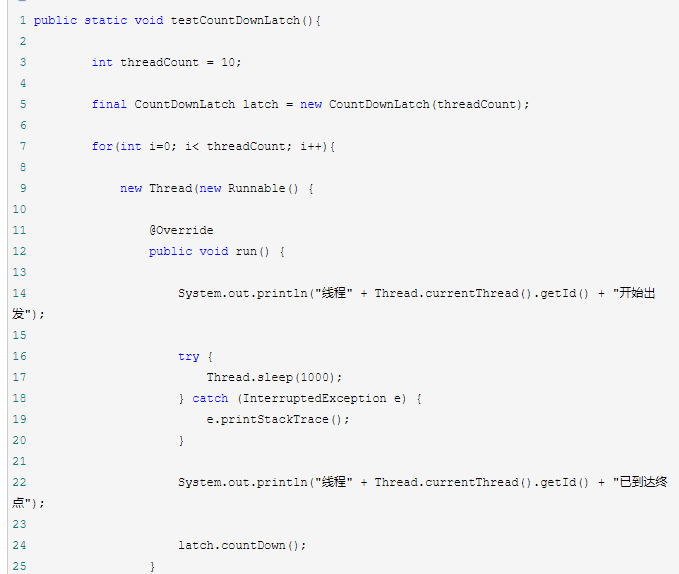 1 public static void testCountDownLatch(){
2
3 int threadCount = 10;
4
5 final CountDownLatch latch = new CountDownLatch(threadCount);
6
7 for(int i=0; i< threadCount; i++){
8
9 new Thread(new Runnable() {
10
11 @Override
12 public void run() {
13
14 System.out.println("线程" + Thread.currentThread().getId() + "开始出
发");
15
16 try {
17 Thread.sleep(1000);
18 } catch (InterruptedException e) {
19 e.printStackTrace();
20 }
21
22 System.out.println("线程" + Thread.currentThread().getId() + "已到达终
点");
23
24 latch.countDown();
25 }